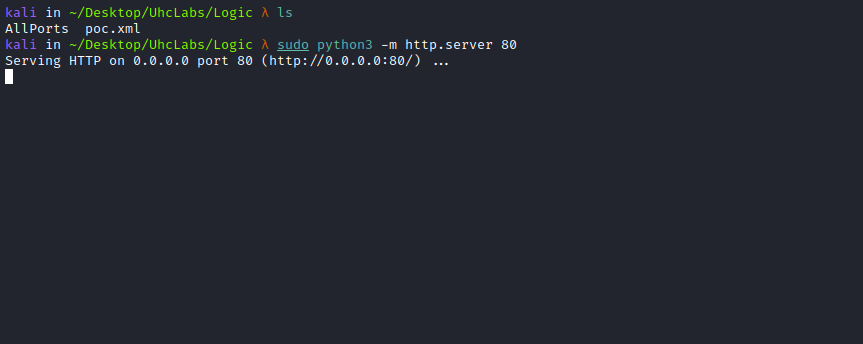 kali in ~/Desktop/UhcLabs/Logic λ ls
AllPorts  poc.xml
kali in ~/Desktop/UhcLabs/Logic λ sudo python3 -m http.server 80
Serving HTTP on 0.0.0.0 port 80 (http://0.0.0.0:80/) ...